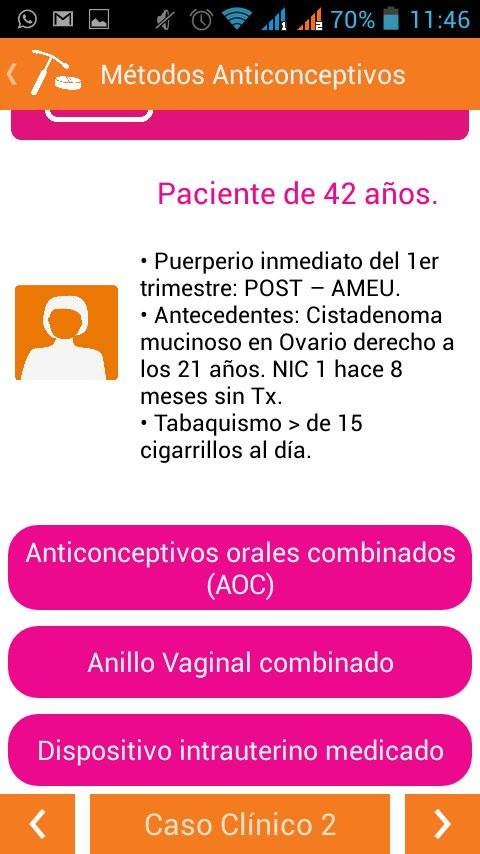 70% 11:46
Métodos Anticonceptivos
Paciente de 42 años.
• Puerperio inmediato del 1er
trimestre: POST – AMEU.
• Antecedentes: Cistadenoma
mucinoso en Ovario derecho a
los 21 años. NIC 1 hace 8
meses sin Tx.
• Tabaquismo > de 15
cigarrillos al día.
Anticonceptivos orales combinados
(AOC)
Anillo Vaginal combinado
Dispositivo intrauterino medicado
Caso Clínico 2